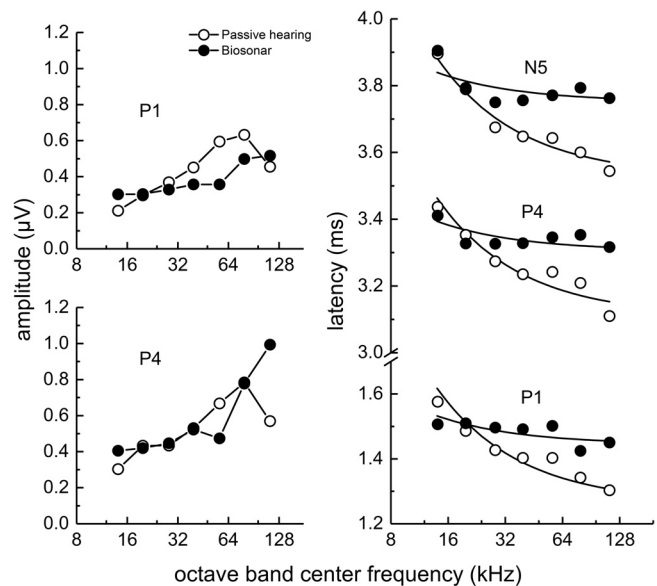 Passive hearing
Biosonar
P1
1.2
1.0
0.8
0.6
0.4
0.2
0.0
8 16 32 64 128
P4
1.0
0.8
0.6
0.4
0.2
0.0
8 16 32 64 128
amplitude (µV)
N5
P4
P1
4.0
3.8
3.6
3.4
3.2
3.0
1.6
1.4
1.2
8 16 32 64 128
latency (ms)
octave band center frequency (kHz)